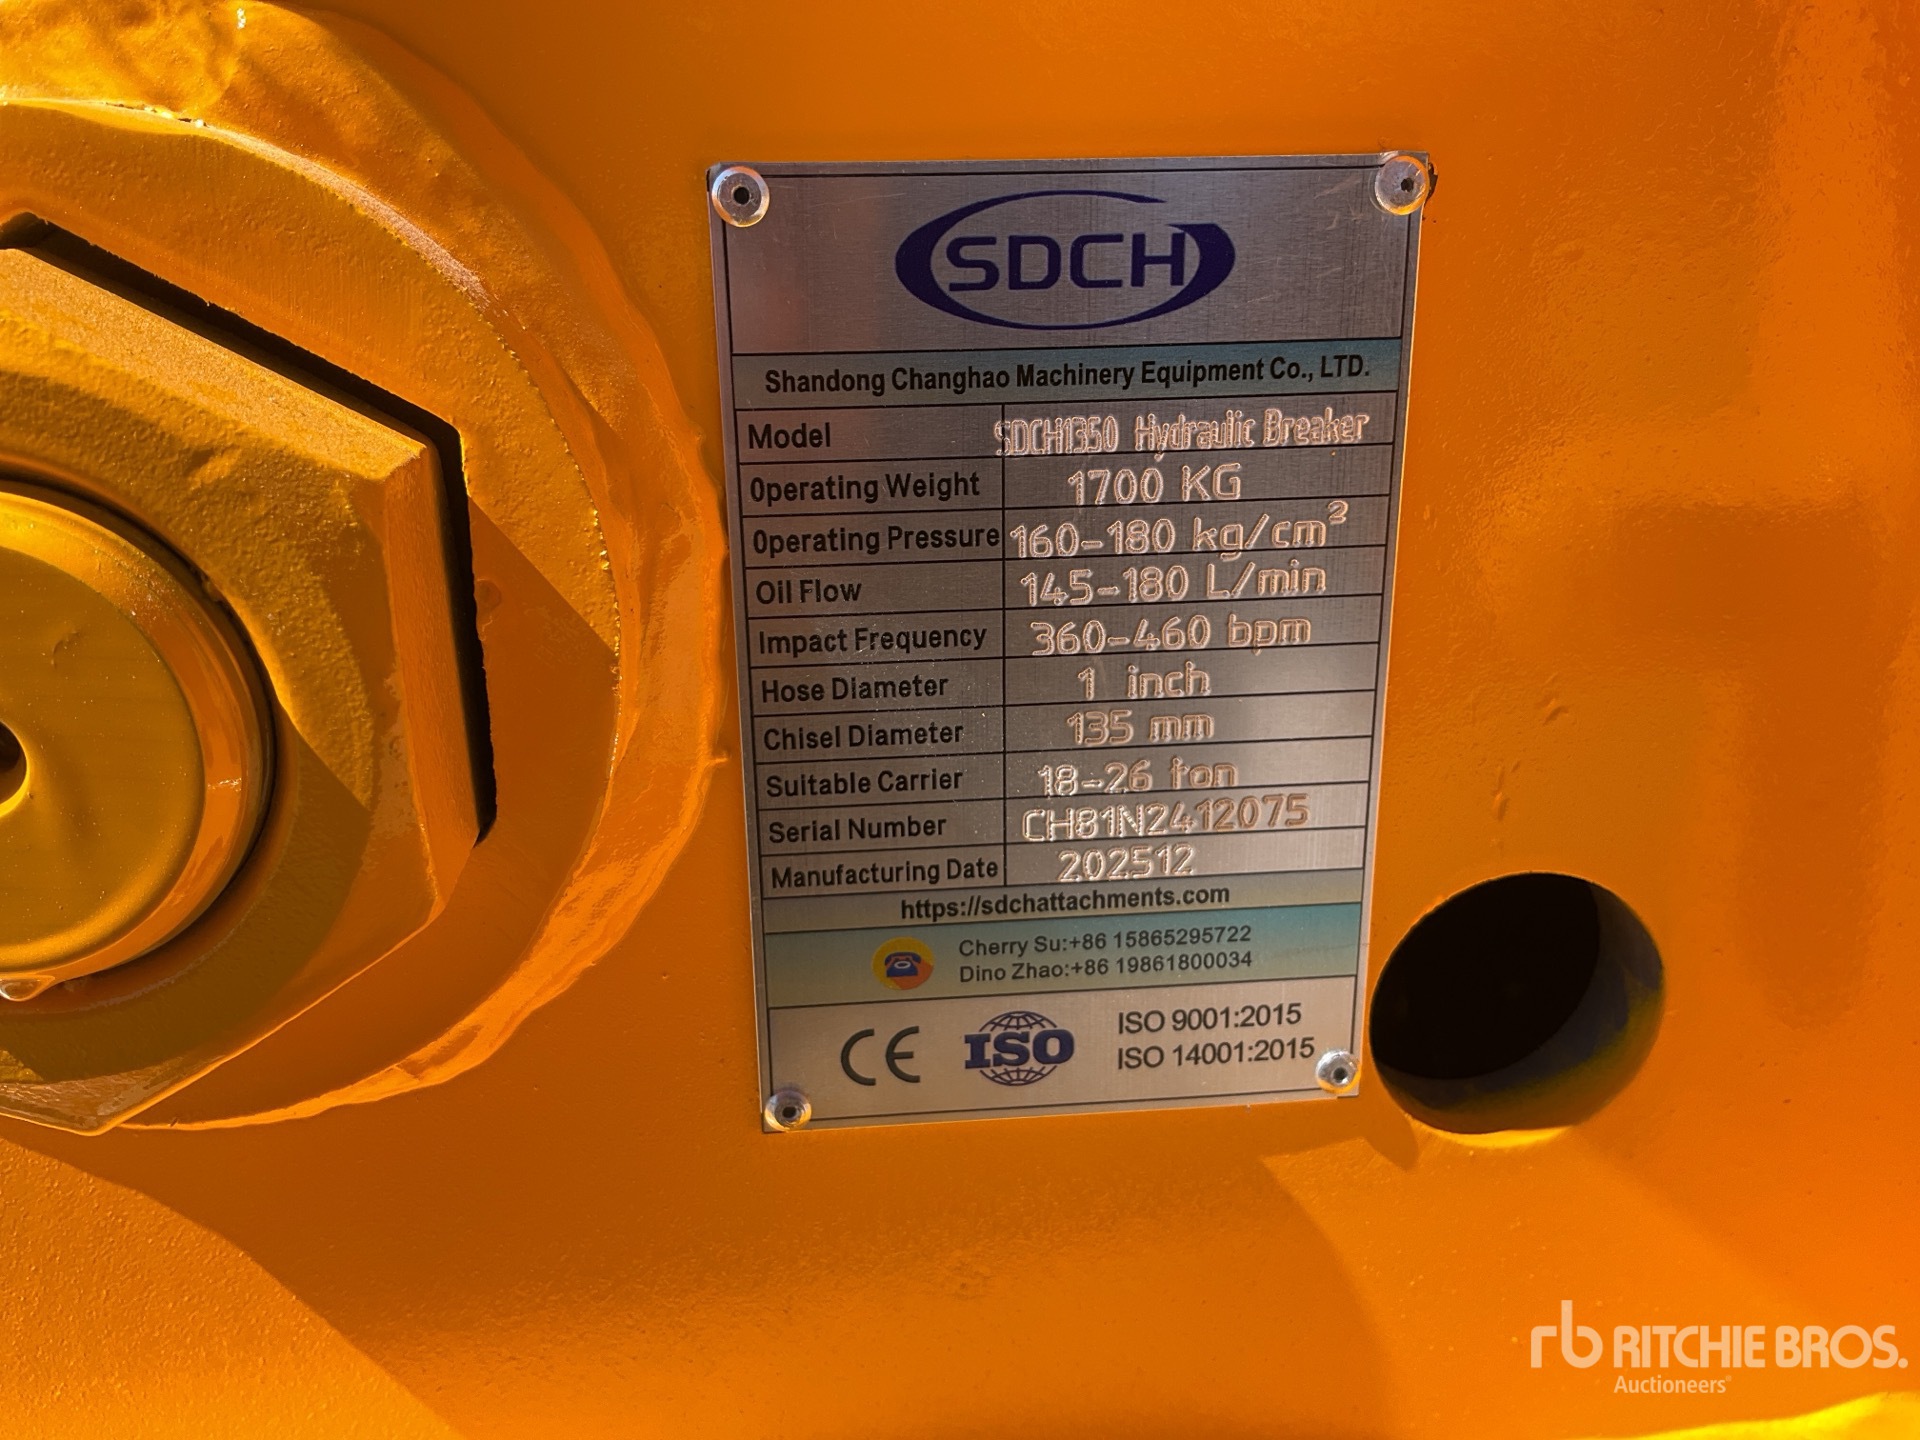 SDCH
Shandong Changhao Machinery Equipment Co., LTD.
Model SDCH1350 Hydraulic Breaker
Operating Weight 1700 KG
Operating Pressure 160-180 kg/cm²
Oil Flow 145-180 L/min
Impact Frequency 360-460 bpm
Hose Diameter 1 inch
Chisel Diameter 135 mm
Suitable Carrier 18-26 ton
Serial Number CH81N2412075
Manufacturing Date 202512
https://sdchattachments.com
Cherry Su:+86 15865295722
Dino Zhao:+86 19861800034
CE ISO ISO 9001:2015
ISO 14001:2015
rb RITCHIE BROS.
Auctioneers